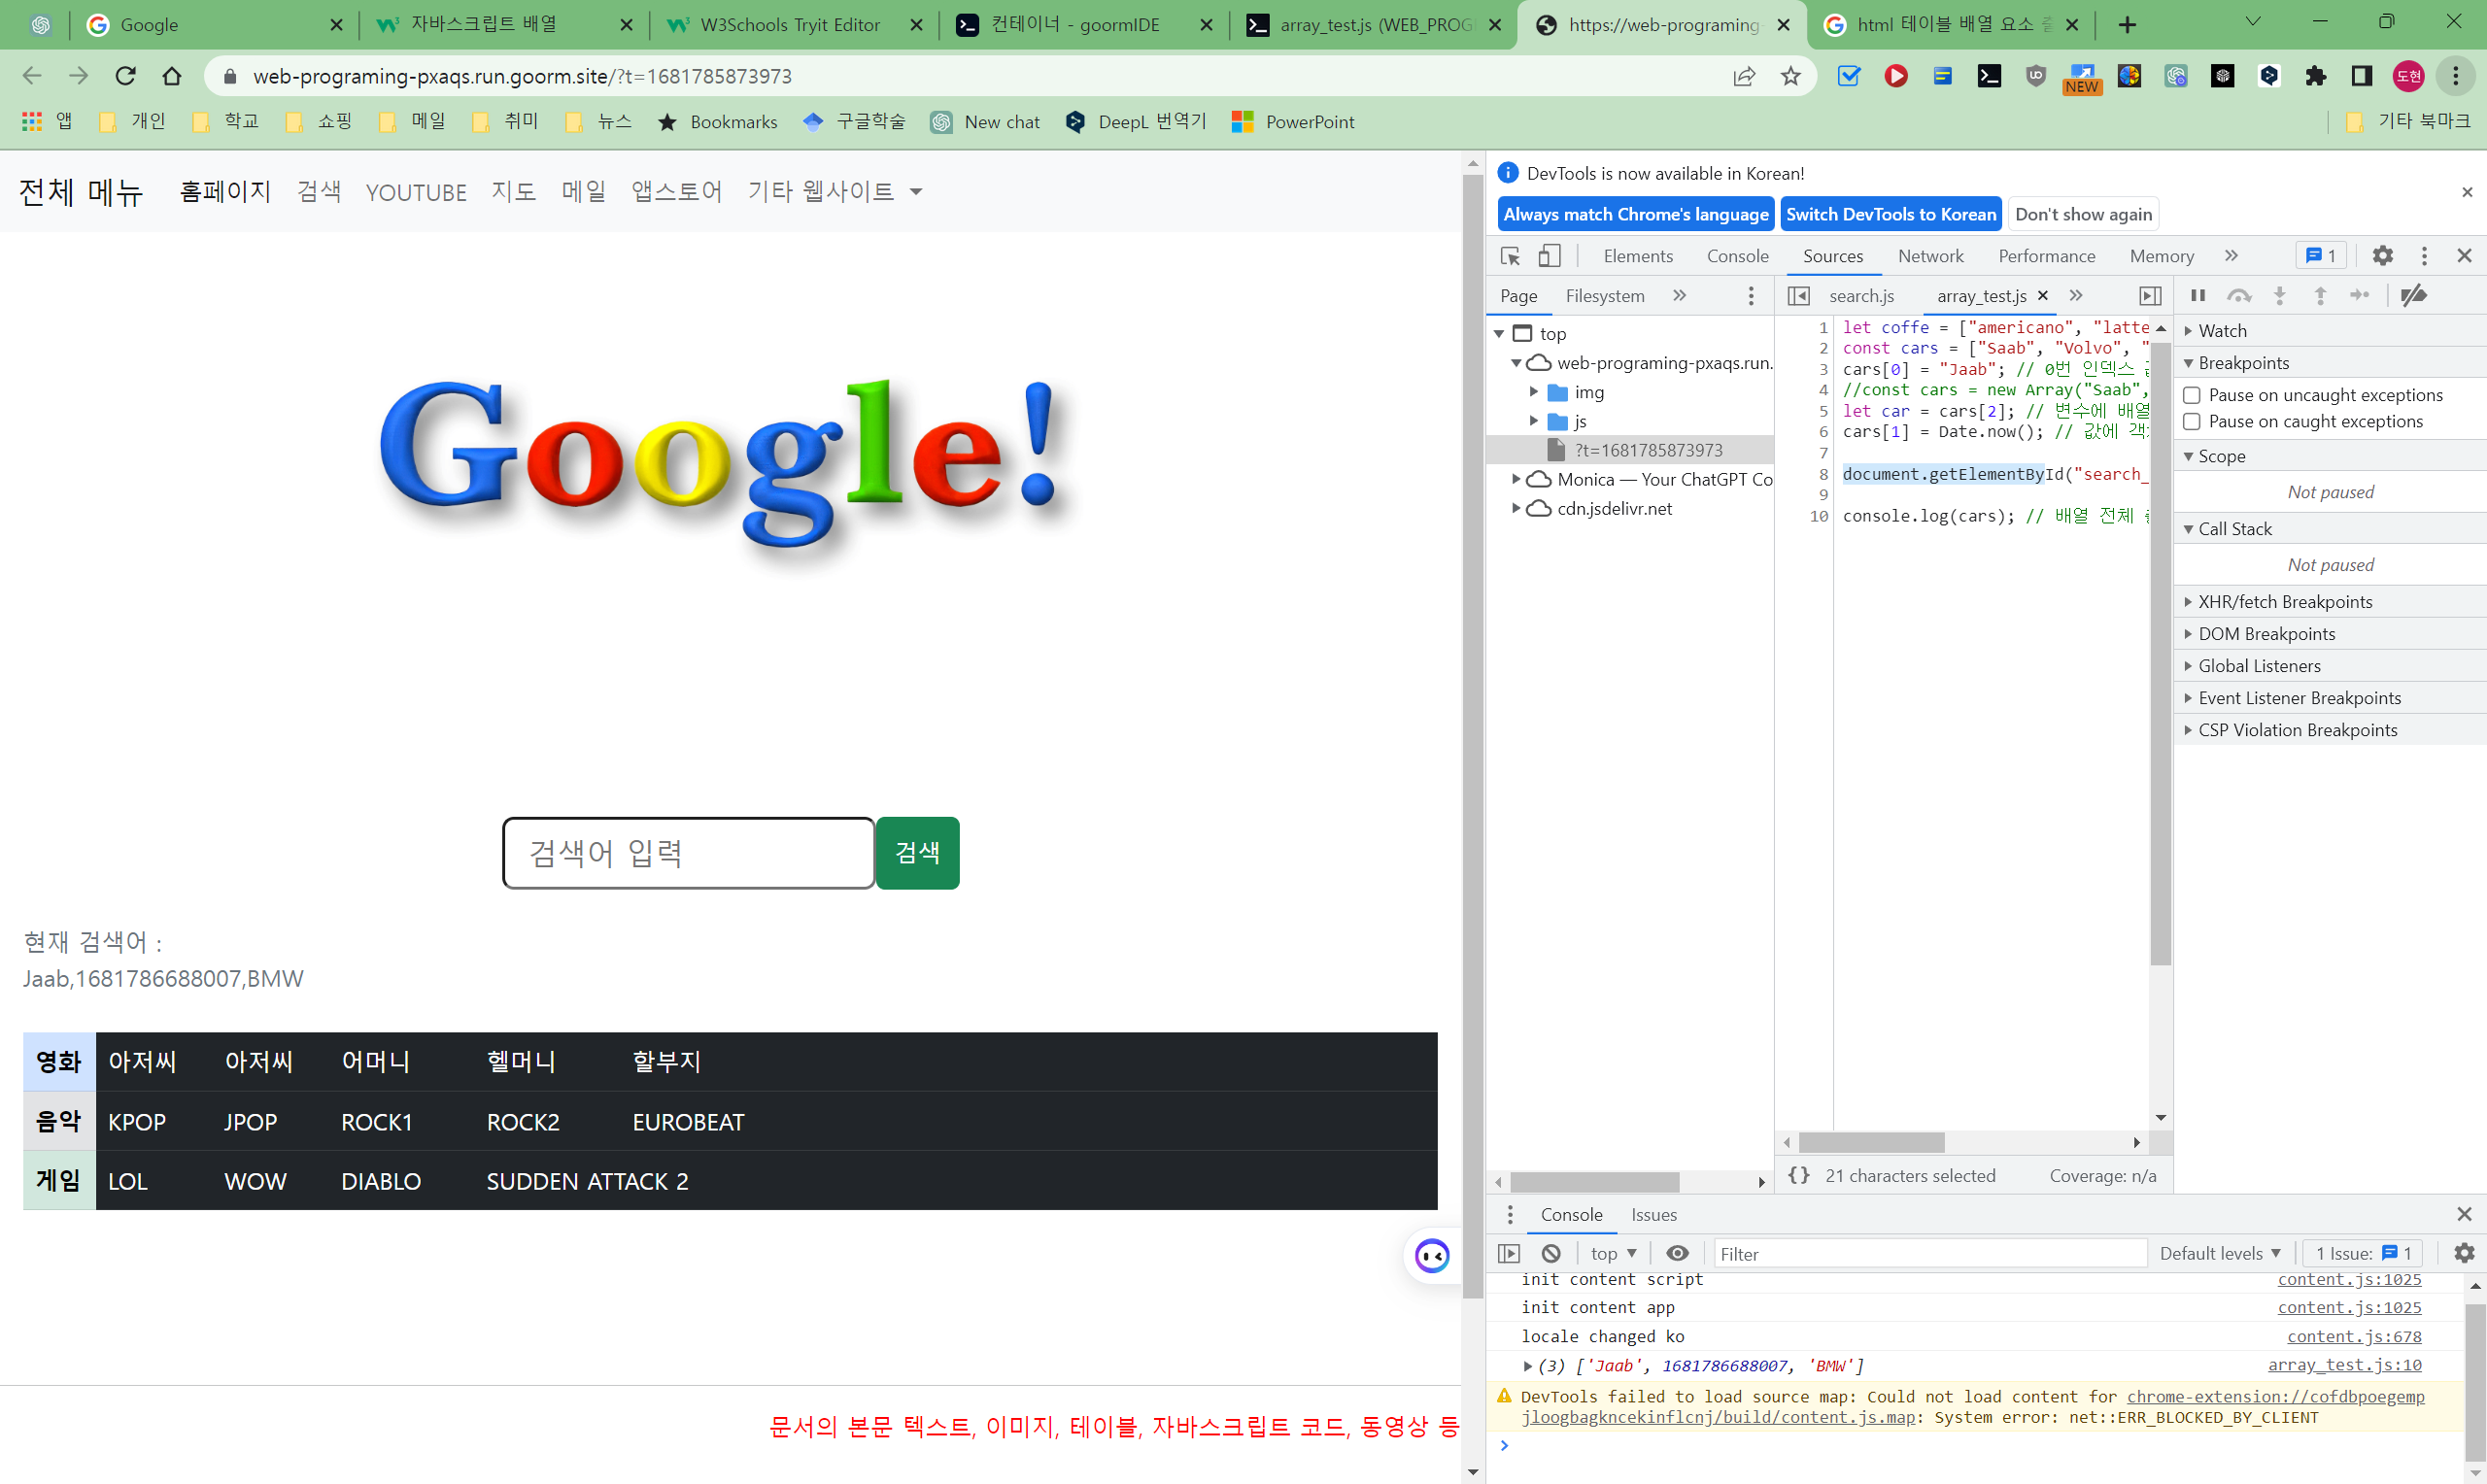 Google
자바스크립트 배열
W3Schools Tryit Editor
컨테이너 - goormIDE
array_test.js (WEB_PROG
https://web-programing-
html 테이블 배열 요소
web-programing-pxaqs.run.goorm.site/?t=1681785873973
NEW
도현
앱
개인
학교
쇼핑
메일
취미
뉴스
Bookmarks
구글학술
New chat
DeepL 번역기
PowerPoint
기타 북마크
전체 메뉴
홈페이지
검색
YOUTUBE
지도
메일
앱스토어
기타 웹사이트
Google!
검색어 입력
검색
현재 검색어 :
Jaab,1681786688007,BMW
영화 아저씨 아저씨 어머니 헬머니 할부지
음악 KPOP JPOP ROCK1 ROCK2 EUROBEAT
게임 LOL WOW DIABLO SUDDEN ATTACK 2
문서의 본문 텍스트, 이미지, 테이블, 자바스크립트 코드, 동영상 등
DevTools is now available in Korean!
Always match Chrome's language
Switch DevTools to Korean
Don't show again
Elements
Console
Sources
Network
Performance
Memory
1
Page
Filesystem
search.js
array_test.js
top
web-programing-pxaqs.run.
img
js
?t=1681785873973
Monica — Your ChatGPT Co
cdn.jsdelivr.net
1 let coffe = ["americano", "latte
2 const cars = ["Saab", "Volvo", "
3 cars[0] = "Jaab"; // 0번 인덱스
4 //const cars = new Array("Saab",
5 let car = cars[2]; // 변수에 배열
6 cars[1] = Date.now(); // 값에
7
8 document.getElementById("search_
9
10 console.log(cars); // 배열 전체
{} 21 characters selected
Coverage: n/a
Watch
Breakpoints
Pause on uncaught exceptions
Pause on caught exceptions
Scope
Not paused
Call Stack
Not paused
XHR/fetch Breakpoints
DOM Breakpoints
Global Listeners
Event Listener Breakpoints
CSP Violation Breakpoints
Console
Issues
top
Filter
Default levels
1 Issue: 1
init content script content.js:1025
init content app content.js:1025
locale changed ko content.js:678
(3) ['Jaab', 1681786688007, 'BMW'] array_test.js:10
DevTools failed to load source map: Could not load content for chrome-extension://cofdbpoegemp
jloogbagkncekinflcnj/build/content.js.map: System error: net::ERR_BLOCKED_BY_CLIENT